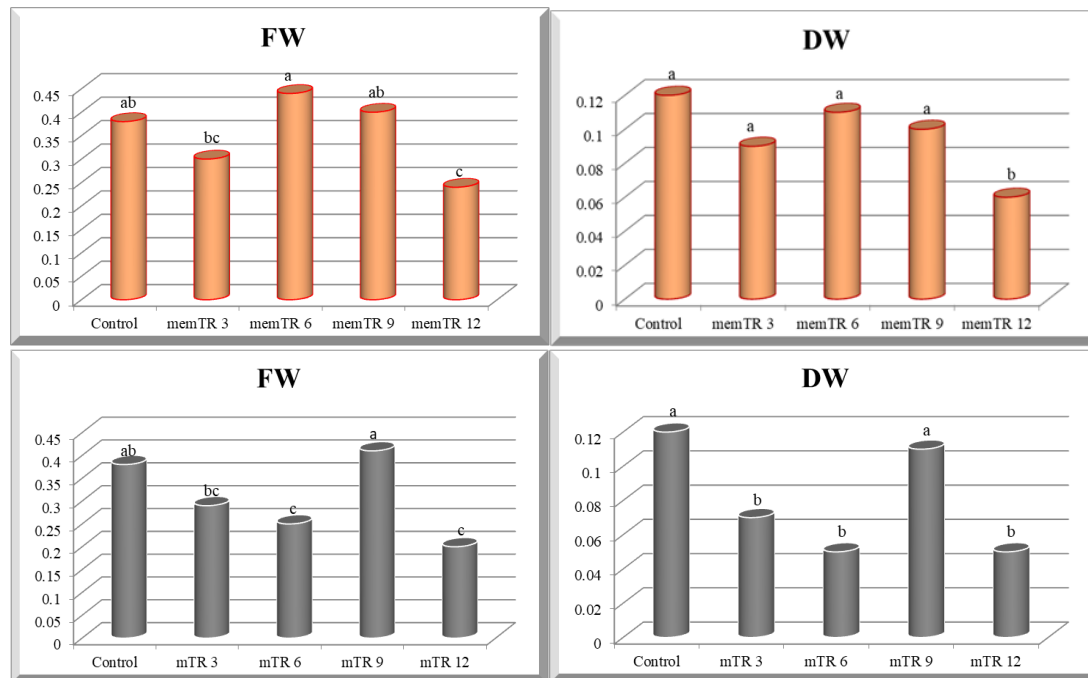 FW
ab
bc
a
ab
c
0.45
0.4
0.35
0.3
0.25
0.2
0.15
0.1
0.05
0
Control memTR 3 memTR 6 memTR 9 memTR 12
DW
a
a
a
a
b
0.12
0.1
0.08
0.06
0.04
0.02
0
Control memTR 3 memTR 6 memTR 9 memTR 12
FW
ab
bc
c
a
c
0.45
0.4
0.35
0.3
0.25
0.2
0.15
0.1
0.05
0
Control mTR 3 mTR 6 mTR 9 mTR 12
DW
a
b
b
a
b
0.12
0.1
0.08
0.06
0.04
0.02
0
Control mTR 3 mTR 6 mTR 9 mTR 12